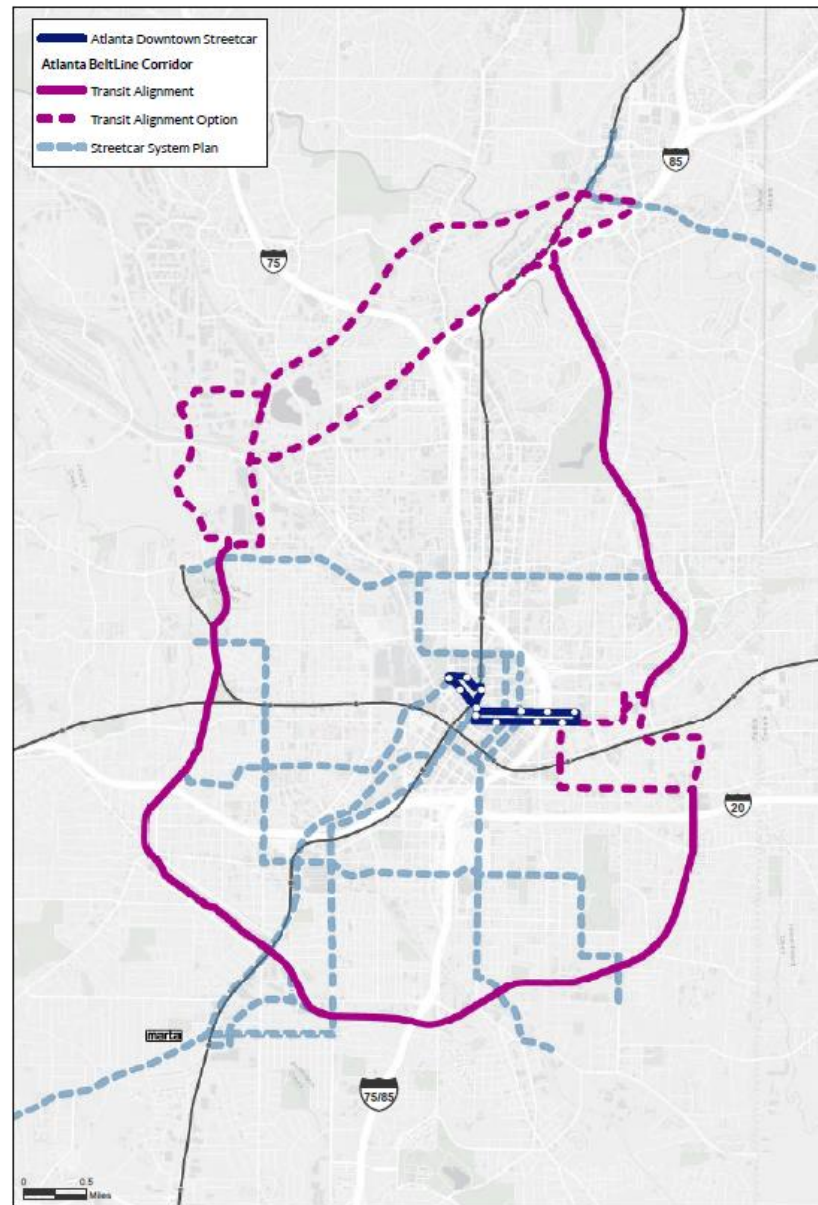 Atlanta Downtown Streetcar
Atlanta BeltLine Corridor
Transit Alignment
Transit Alignment Option
Streetcar System Plan
85
75
20
marta
75/85
0 0.5
Miles